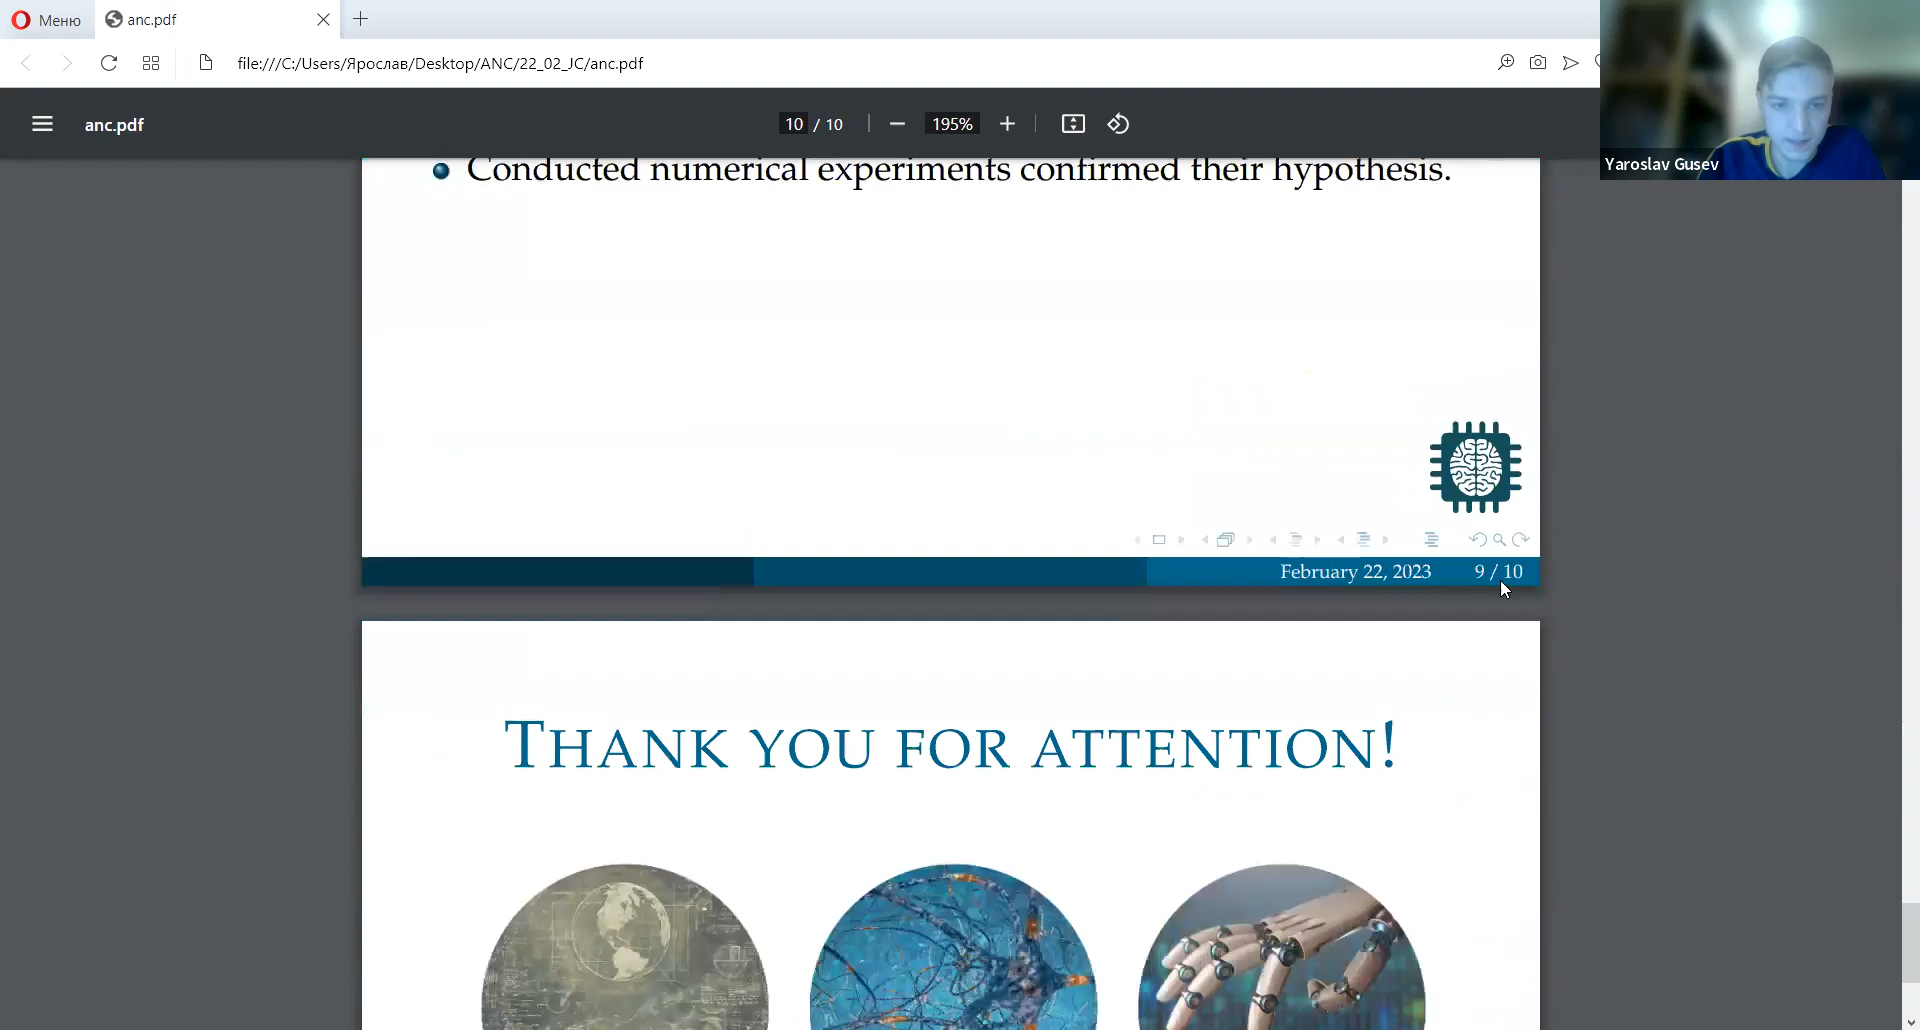 Меню
anc.pdf
file:///C:/Users/Ярослав/Desktop/ANC/22_02_JC/anc.pdf
anc.pdf
10 / 10
195%
Yaroslav Gusev
Conducted numerical experiments confirmed their hypothesis.
February 22, 2023 9 / 10
THANK YOU FOR ATTENTION!